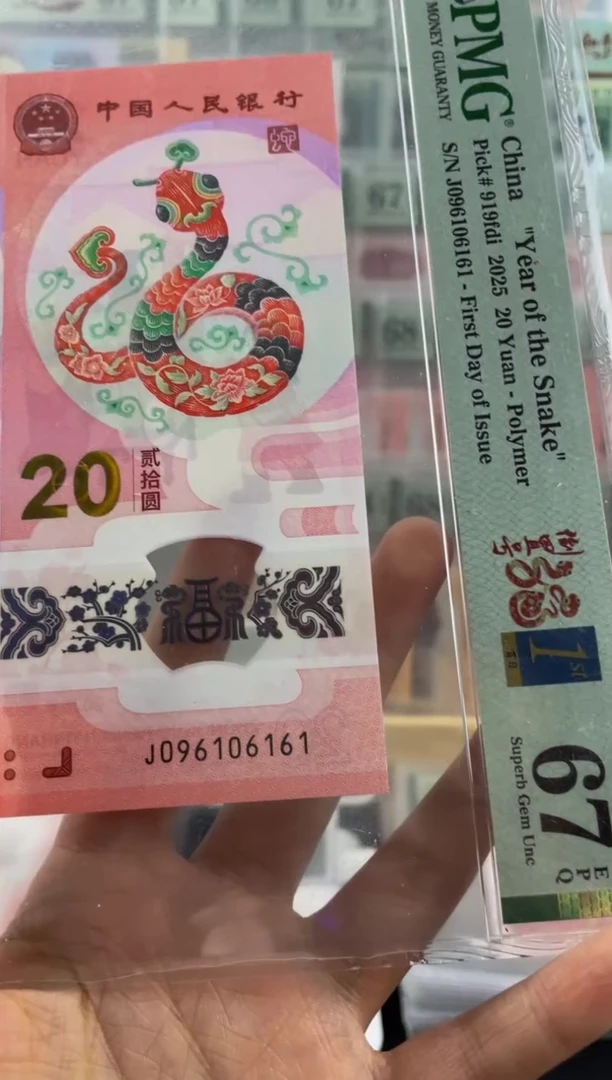 中国人民银行
20
贰拾圆
J096106161
PMG®
MONEY GUARANTY
China "Year of the Snake"
Pick# 919fdi 2025 20 Yuan - Polymer
S/N J096106161 - First Day of Issue
1st
67
EPQ
Superb Gem Unc